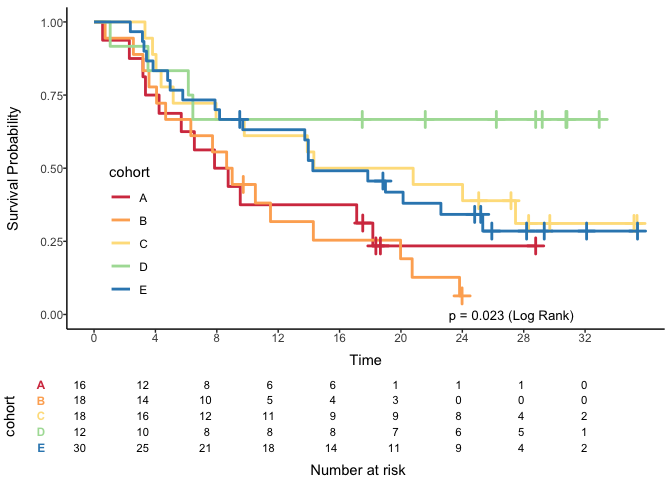 1.00
0.75
0.50
0.25
0.00
Survival Probability
cohort
A
B
C
D
E
p = 0.023 (Log Rank)
0 4 8 12 16 20 24 28 32
Time
cohort
A 16 12 8 6 6 1 1 1 0
B 18 14 10 5 4 3 0 0 0
C 18 16 12 11 9 9 8 4 2
D 12 10 8 8 8 7 6 5 1
E 30 25 21 18 14 11 9 4 2
Number at risk